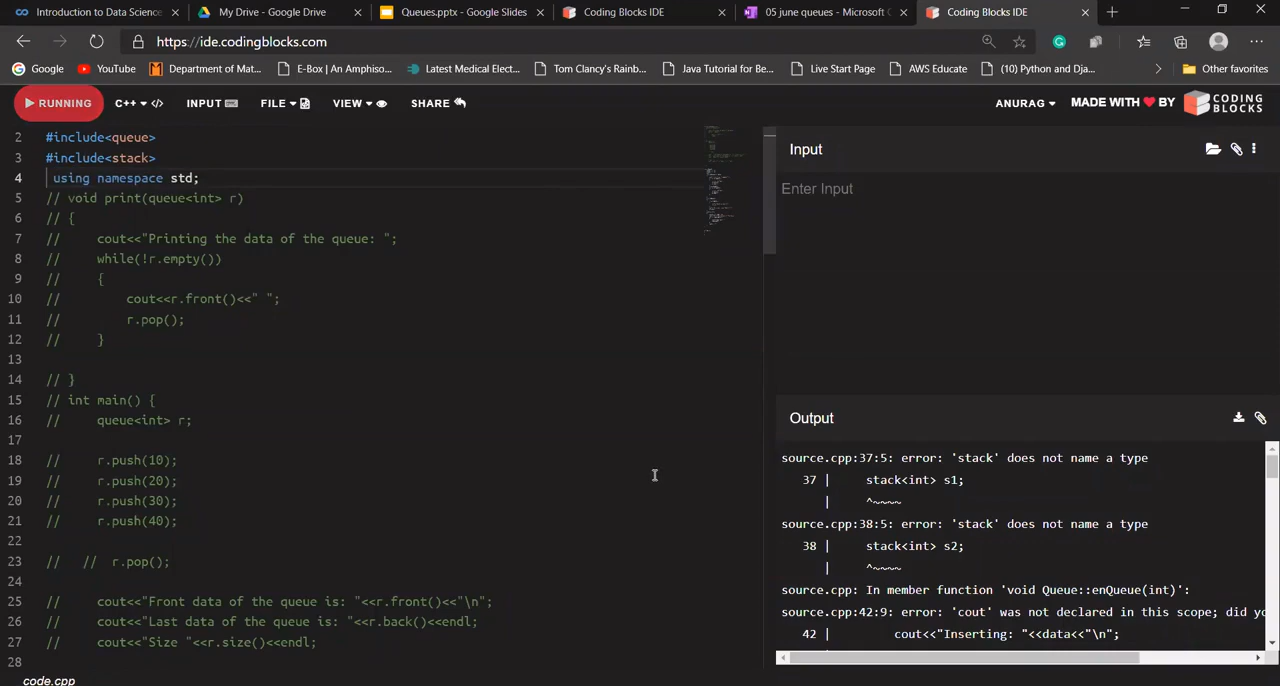 Introduction to Data Science
My Drive - Google Drive
Queues.pptx - Google Slides
Coding Blocks IDE
05 june queues - Microsoft
Coding Blocks IDE
https://ide.codingblocks.com
Google
YouTube
Department of Mat...
E-Box | An Amphiso...
Latest Medical Elect...
Tom Clancy's Rainb...
Java Tutorial for Be...
Live Start Page
AWS Educate
(10) Python and Dja...
Other favorites
RUNNING
C++
INPUT
FILE
VIEW
SHARE
ANURAG
MADE WITH ❤ BY
CODING
BLOCKS
2 #include<queue>
3 #include<stack>
4 using namespace std;
5 // void print(queue<int> r)
6 // {
7 //     cout<<"Printing the data of the queue: ";
8 //     while(!r.empty())
9 //     {
10 //         cout<<r.front()<<" ";
11 //         r.pop();
12 //     }
13
14 // }
15 // int main() {
16 //     queue<int> r;
17
18 //     r.push(10);
19 //     r.push(20);
20 //     r.push(30);
21 //     r.push(40);
22
23 //   //  r.pop();
24
25 //     cout<<"Front data of the queue is: "<<r.front()<<"\n";
26 //     cout<<"Last data of the queue is: "<<r.back()<<endl;
27 //     cout<<"Size "<<r.size()<<endl;
28
code.cpp
Input
Enter Input
Output
source.cpp:37:5: error: 'stack' does not name a type
37 |     stack<int> s1;
|     ^~~~~
source.cpp:38:5: error: 'stack' does not name a type
38 |     stack<int> s2;
|     ^~~~~
source.cpp: In member function 'void Queue::enQueue(int)':
source.cpp:42:9: error: 'cout' was not declared in this scope; did yo
42 |         cout<<"Inserting: "<<data<<"\n";